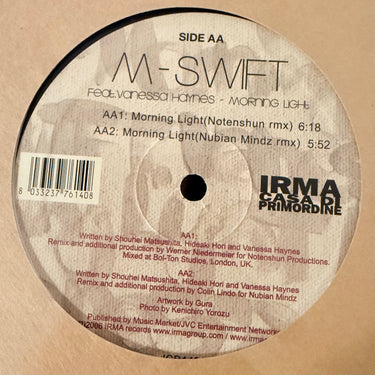 SIDE AA
M-SWIFT
Feat.Vanessa Haynes - Morning Light
AA1: Morning Light(Notenshun rmx) 6:18
AA2: Morning Light(Nubian Mindz rmx) 5:52
8 033237 761408
IRMA
CASA DI
PRIMORDINE
AA1;
Written by Shouhei Matsushita, Hideaki Hori and Vanessa Haynes
Remix and additional production by Werner Niedermeier for Notenshun Productions.
Mixed at Bol-Ton Studios, London, UK.
AA2:
Written by Shouhei Matsushita, Hideaki Hori and Vanessa Haynes
Remix and additional production by Colin Lindo for Nubian Mindz
Artwork by Gura
Photo by Kenichiro Yorozu
Published by Music Market/JVC Entertainment Network
2006 IRMA records www.irmagroup.com / www.irma